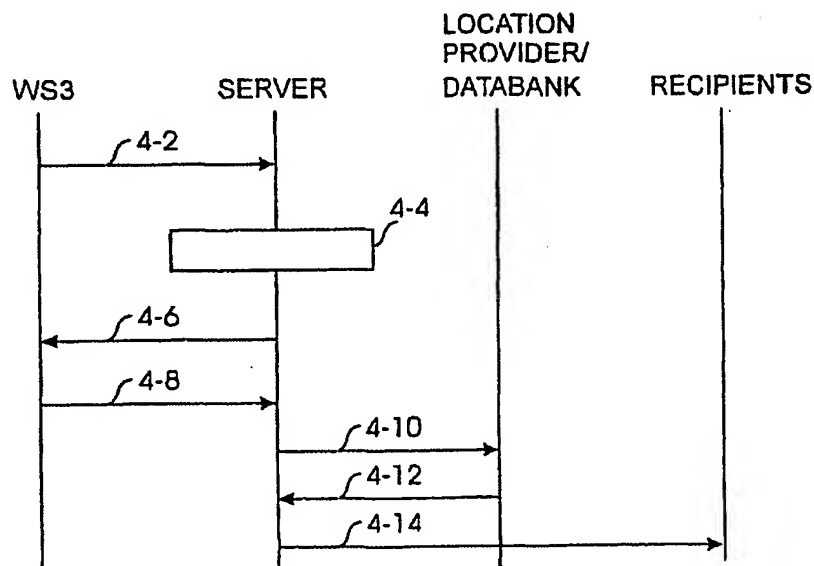 LOCATION
PROVIDER/
WS3 SERVER DATABANK RECIPIENTS
4-2
4-4
4-6
4-8
4-10
4-12
4-14